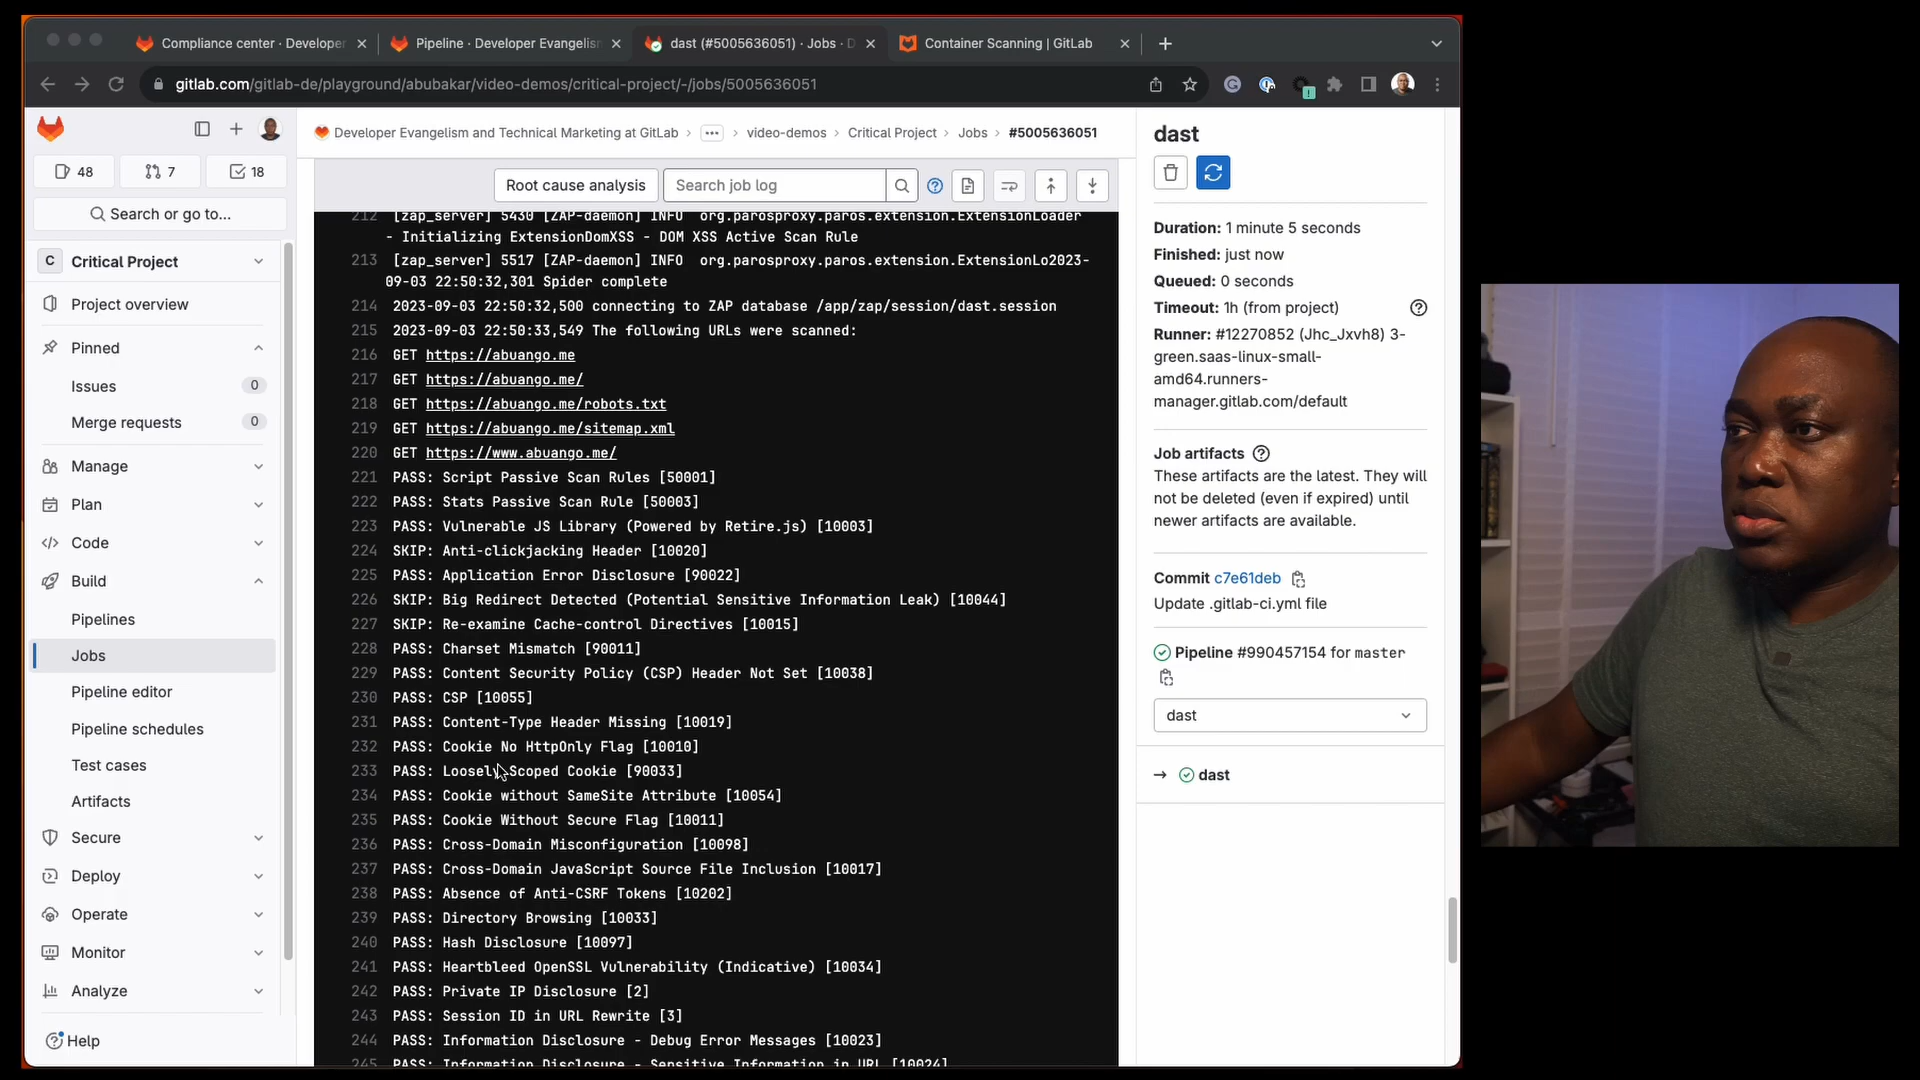 Compliance center · Developer
Pipeline · Developer Evangelism
dast (#5005636051) · Jobs · D
Container Scanning | GitLab
gitlab.com/gitlab-de/playground/abubakar/video-demos/critical-project/-/jobs/5005636051
48
7
18
Search or go to...
C Critical Project
Project overview
Pinned
Issues 0
Merge requests 0
Manage
Plan
Code
Build
Pipelines
Jobs
Pipeline editor
Pipeline schedules
Test cases
Artifacts
Secure
Deploy
Operate
Monitor
Analyze
Help
Developer Evangelism and Technical Marketing at GitLab › ... › video-demos › Critical Project › Jobs › #5005636051
Root cause analysis
Search job log
212 [zap_server] 5430 [ZAP-daemon] INFO org.parosproxy.paros.extension.ExtensionLoader
- Initializing ExtensionDomXSS - DOM XSS Active Scan Rule
213 [zap_server] 5517 [ZAP-daemon] INFO org.parosproxy.paros.extension.ExtensionLo2023-
09-03 22:50:32,301 Spider complete
214 2023-09-03 22:50:32,500 connecting to ZAP database /app/zap/session/dast.session
215 2023-09-03 22:50:33,549 The following URLs were scanned:
216 GET https://abuango.me
217 GET https://abuango.me/
218 GET https://abuango.me/robots.txt
219 GET https://abuango.me/sitemap.xml
220 GET https://www.abuango.me/
221 PASS: Script Passive Scan Rules [50001]
222 PASS: Stats Passive Scan Rule [50003]
223 PASS: Vulnerable JS Library (Powered by Retire.js) [10003]
224 SKIP: Anti-clickjacking Header [10020]
225 PASS: Application Error Disclosure [90022]
226 SKIP: Big Redirect Detected (Potential Sensitive Information Leak) [10044]
227 SKIP: Re-examine Cache-control Directives [10015]
228 PASS: Charset Mismatch [90011]
229 PASS: Content Security Policy (CSP) Header Not Set [10038]
230 PASS: CSP [10055]
231 PASS: Content-Type Header Missing [10019]
232 PASS: Cookie No HttpOnly Flag [10010]
233 PASS: Loosely Scoped Cookie [90033]
234 PASS: Cookie without SameSite Attribute [10054]
235 PASS: Cookie Without Secure Flag [10011]
236 PASS: Cross-Domain Misconfiguration [10098]
237 PASS: Cross-Domain JavaScript Source File Inclusion [10017]
238 PASS: Absence of Anti-CSRF Tokens [10202]
239 PASS: Directory Browsing [10033]
240 PASS: Hash Disclosure [10097]
241 PASS: Heartbleed OpenSSL Vulnerability (Indicative) [10034]
242 PASS: Private IP Disclosure [2]
243 PASS: Session ID in URL Rewrite [3]
244 PASS: Information Disclosure - Debug Error Messages [10023]
245 PASS: Information Disclosure - Sensitive Information in URL [10024]
dast
Duration: 1 minute 5 seconds
Finished: just now
Queued: 0 seconds
Timeout: 1h (from project)
Runner: #12270852 (Jhc_Jxvh8) 3-
green.saas-linux-small-
amd64.runners-
manager.gitlab.com/default
Job artifacts
These artifacts are the latest. They will
not be deleted (even if expired) until
newer artifacts are available.
Commit c7e61deb
Update .gitlab-ci.yml file
Pipeline #990457154 for master
dast
→ dast